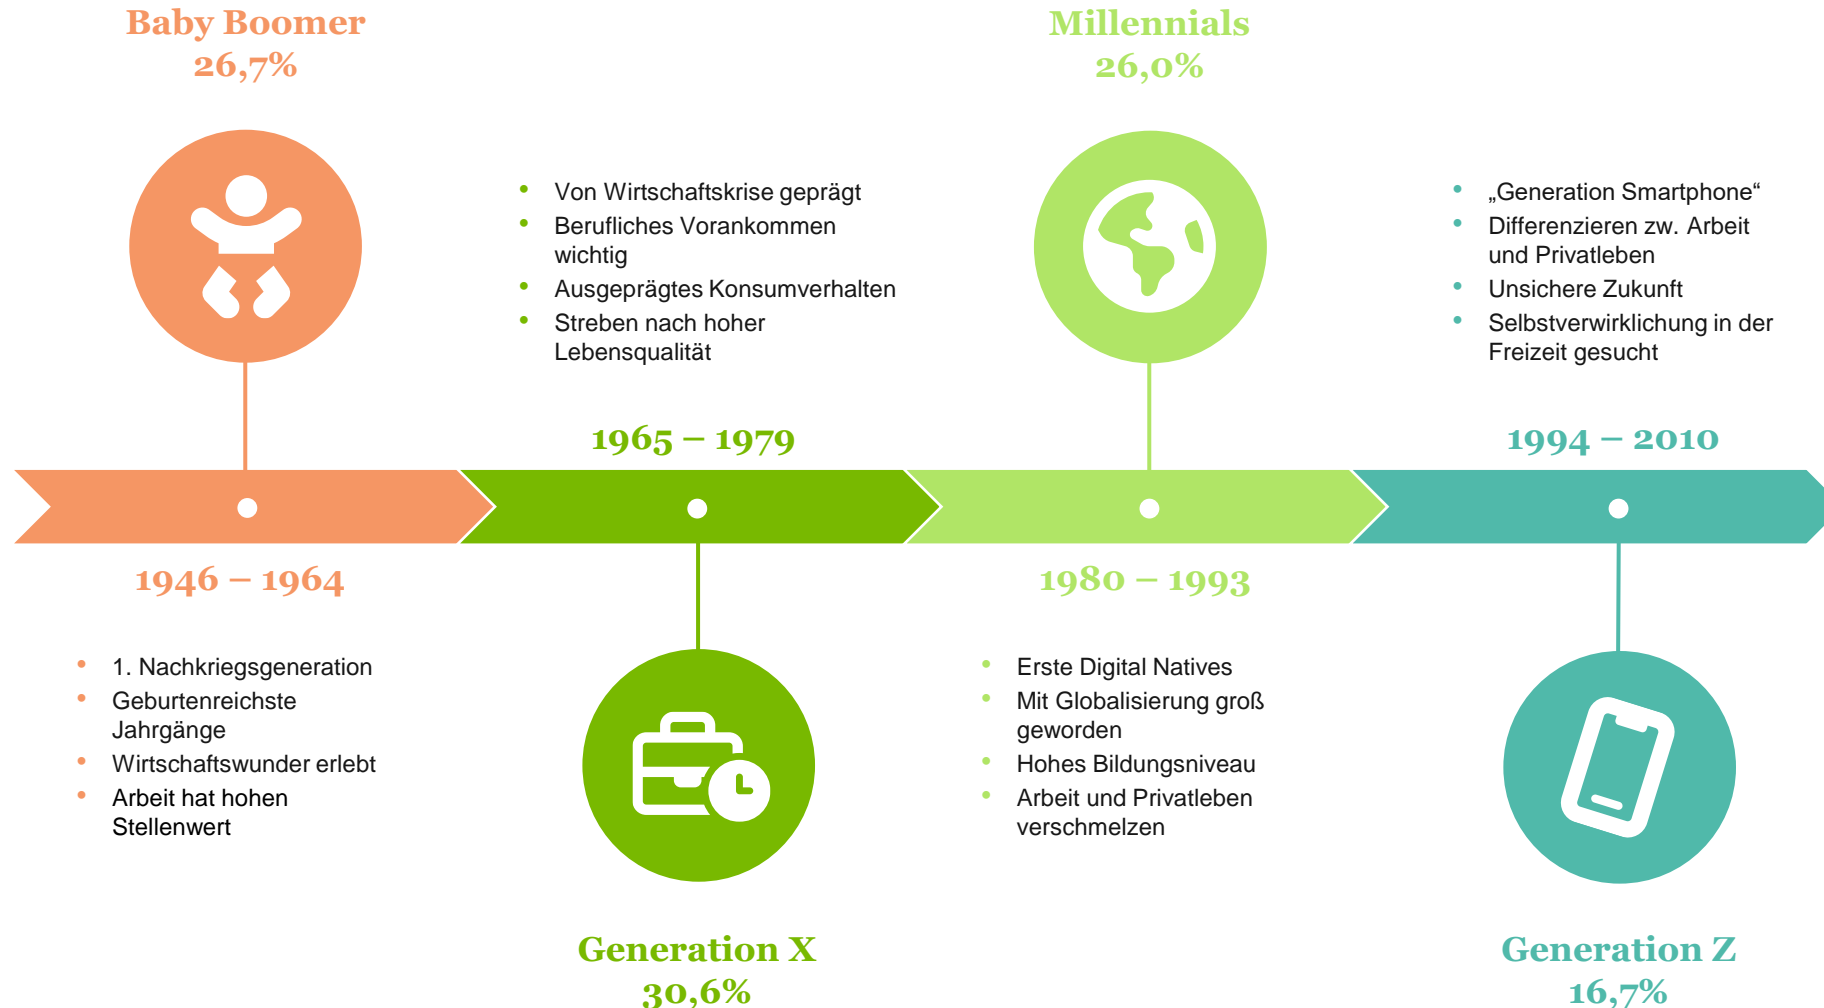 Baby Boomer
26,7%
1946 – 1964
1. Nachkriegsgeneration
Geburtenreichste
Jahrgänge
Wirtschaftswunder erlebt
Arbeit hat hohen
Stellenwert
Von Wirtschaftskrise geprägt
Berufliches Vorankommen
wichtig
Ausgeprägtes Konsumverhalten
Streben nach hoher
Lebensqualität
1965 – 1979
Generation X
30,6%
Millennials
26,0%
1980 – 1993
Erste Digital Natives
Mit Globalisierung groß
geworden
Hohes Bildungsniveau
Arbeit und Privatleben
verschmelzen
„Generation Smartphone“
Differenzieren zw. Arbeit
und Privatleben
Unsichere Zukunft
Selbstverwirklichung in der
Freizeit gesucht
1994 – 2010
Generation Z
16,7%